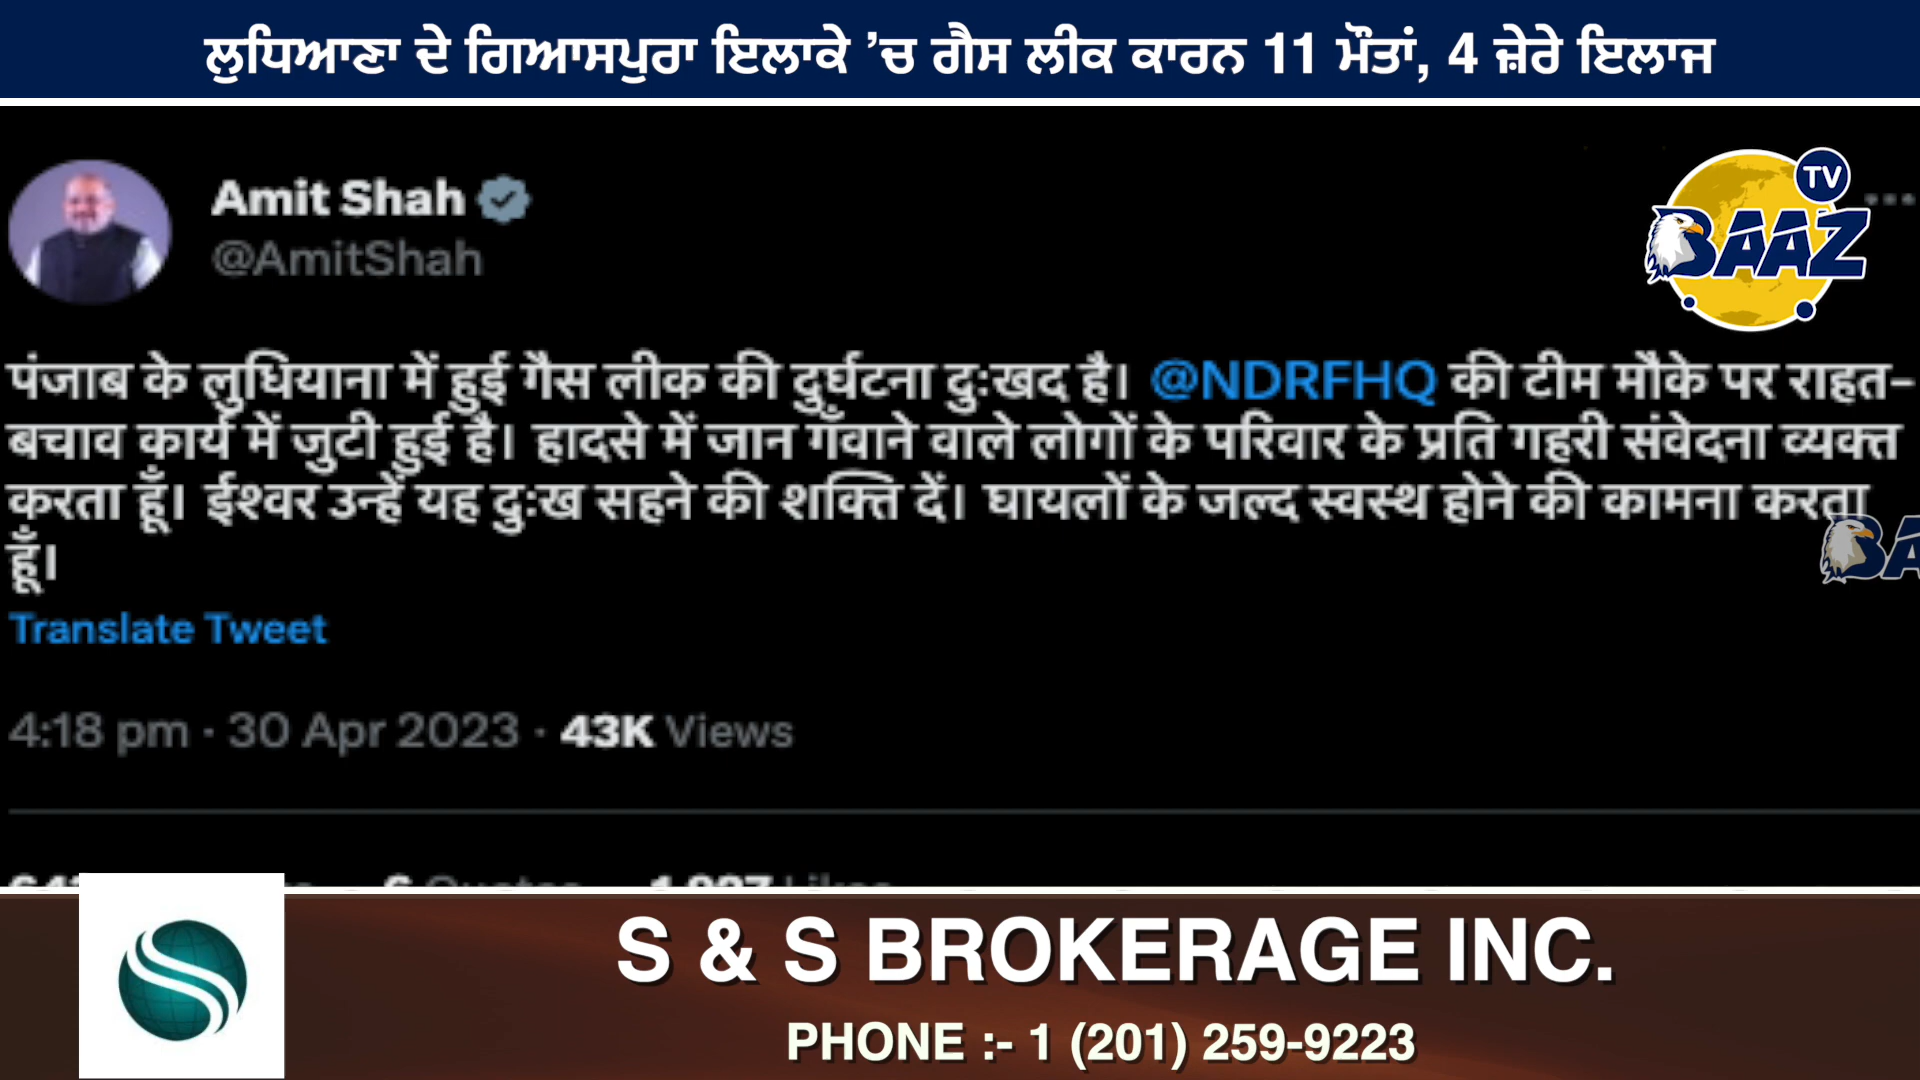 ਲੁਧਿਆਣਾ ਦੇ ਗਿਆਸਪੁਰਾ ਇਲਾਕੇ ’ਚ ਗੈਸ ਲੀਕ ਕਾਰਨ 11 ਮੌਤਾਂ, 4 ਜ਼ੇਰੇ ਇਲਾਜ
TV
BAAZ
Amit Shah
@AmitShah
पंजाब के लुधियाना में हुई गैस लीक की दुर्घटना दु:खद है। @NDRFHQ की टीम मौके पर राहत-
बचाव कार्य में जुटी हुई है। हादसे में जान गँवाने वाले लोगों के परिवार के प्रति गहरी संवेदना व्यक्त
करता हूँ। ईश्वर उन्हें यह दु:ख सहने की शक्ति दें। घायलों के जल्द स्वस्थ होने की कामना करता
हूँ।
Translate Tweet
4:18 pm · 30 Apr 2023 · 43K Views
S & S BROKERAGE INC.
PHONE :- 1 (201) 259-9223